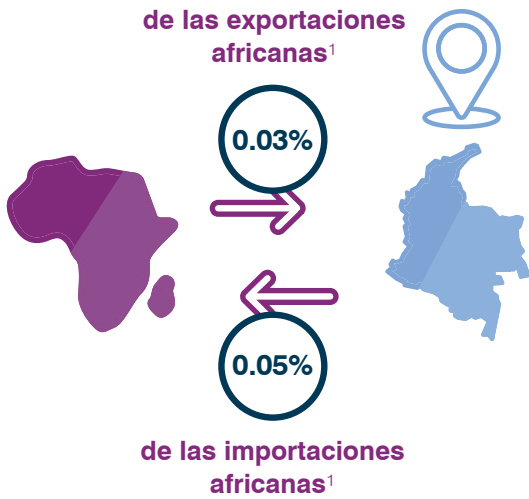 de las exportaciones
africanas¹
0.03%
0.05%
de las importaciones
africanas¹